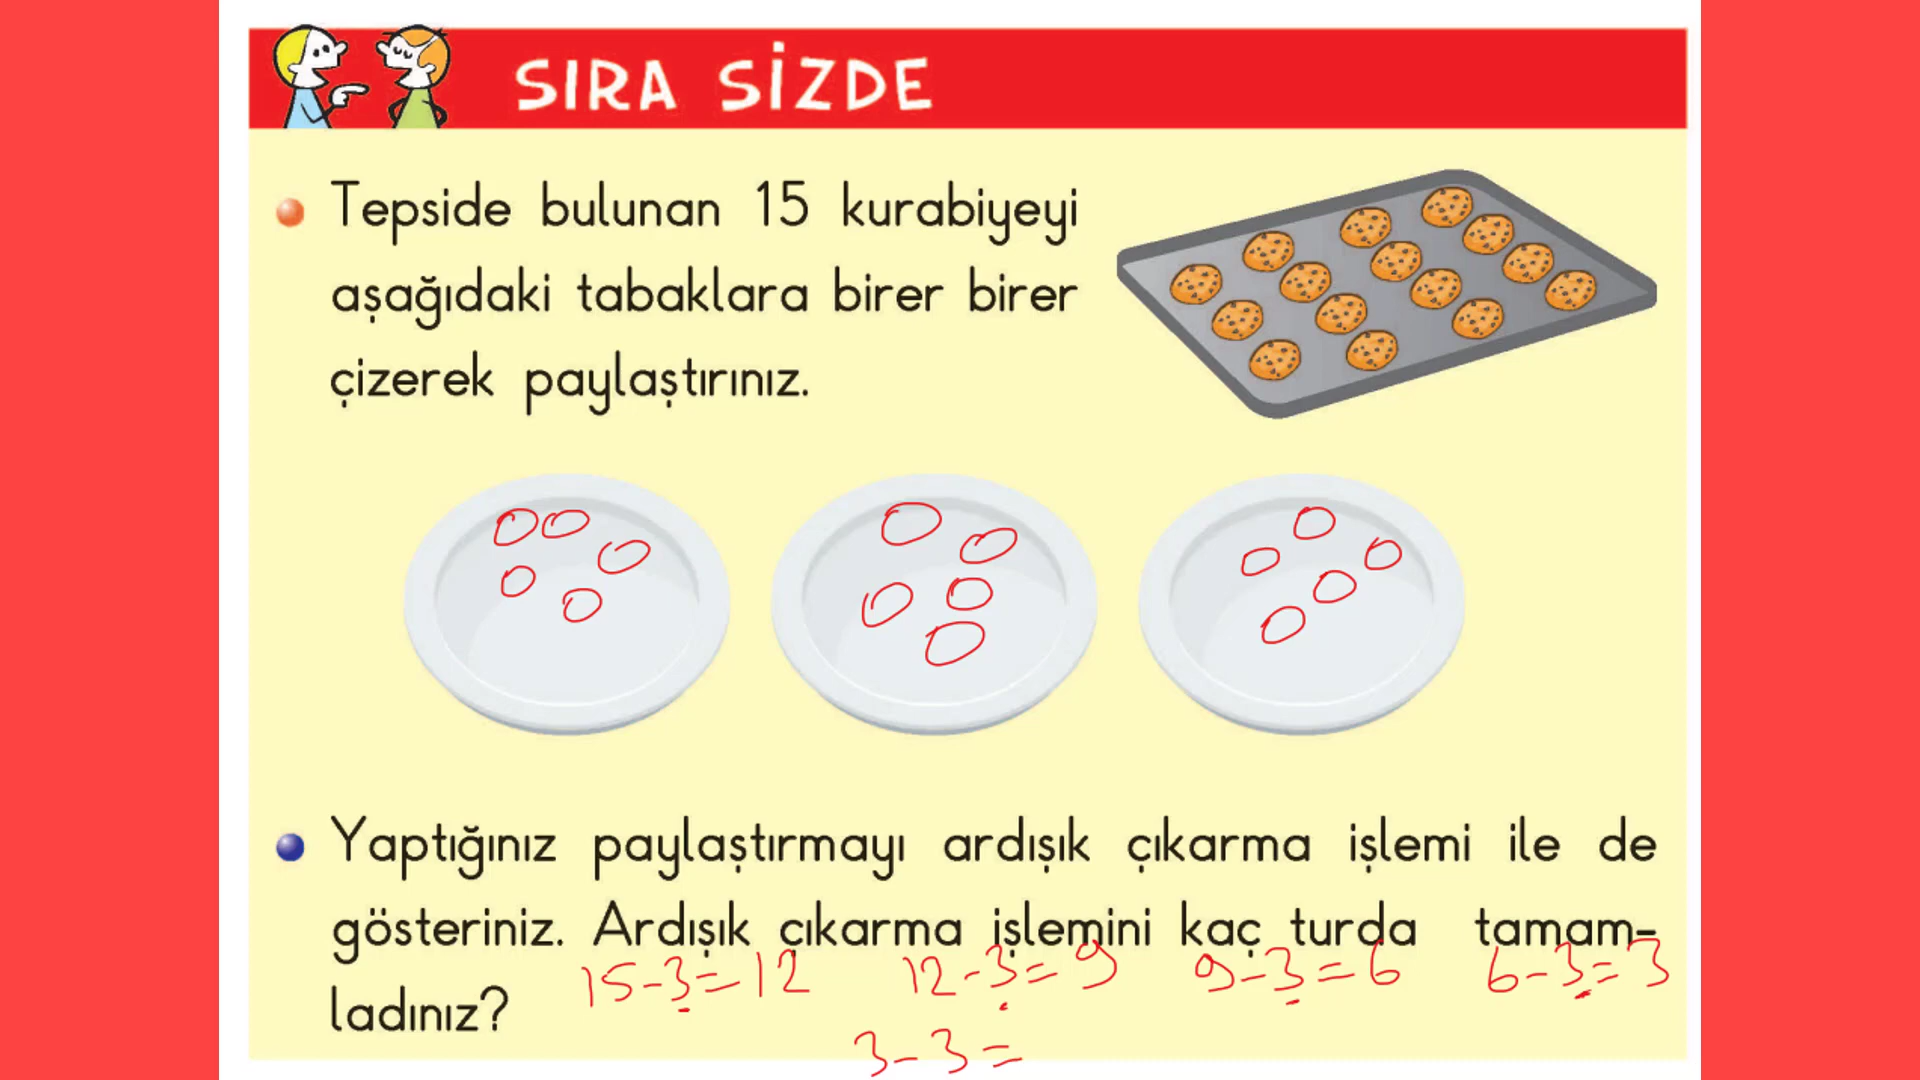 SIRA SİZDE
Tepside bulunan 15 kurabiyeyi
aşağıdaki tabaklara birer birer
çizerek paylaştırınız.
Yaptığınız paylaştırmayı ardışık çıkarma işlemi ile de
gösteriniz. Ardışık çıkarma işlemini kaç turda tamam-
ladınız?
15-3=12 12-3=9 9-3=6 6-3=3
3-3=